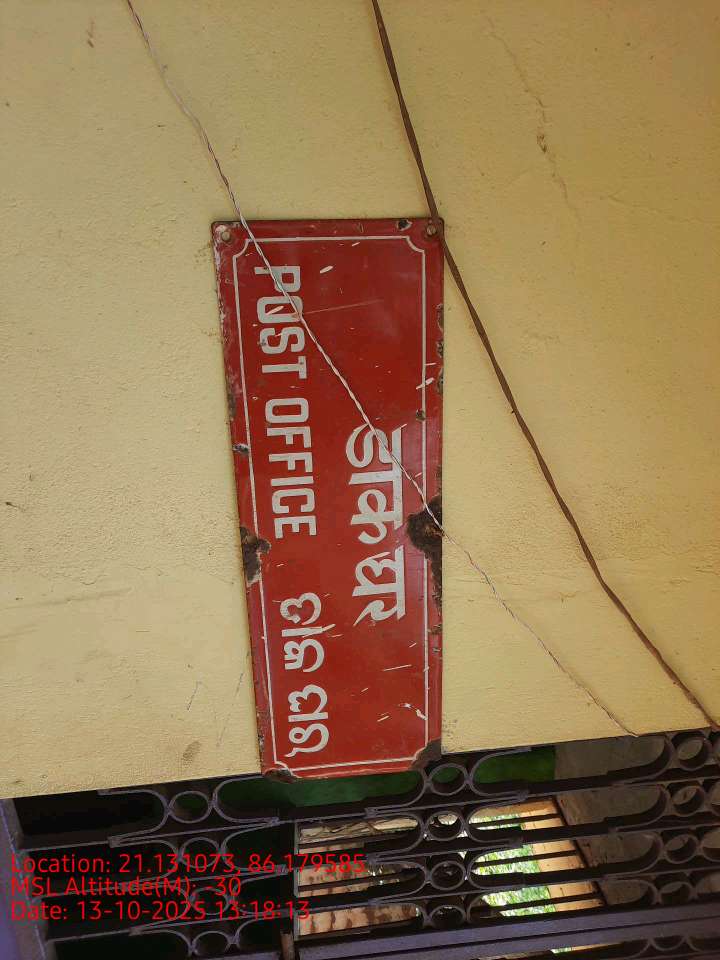 डाकघर
POST OFFICE ଡାକ ଘର
Location: 21.131073, 86.179585
MSL Altitude(M): -30
Date: 13-10-2025 13:18:13